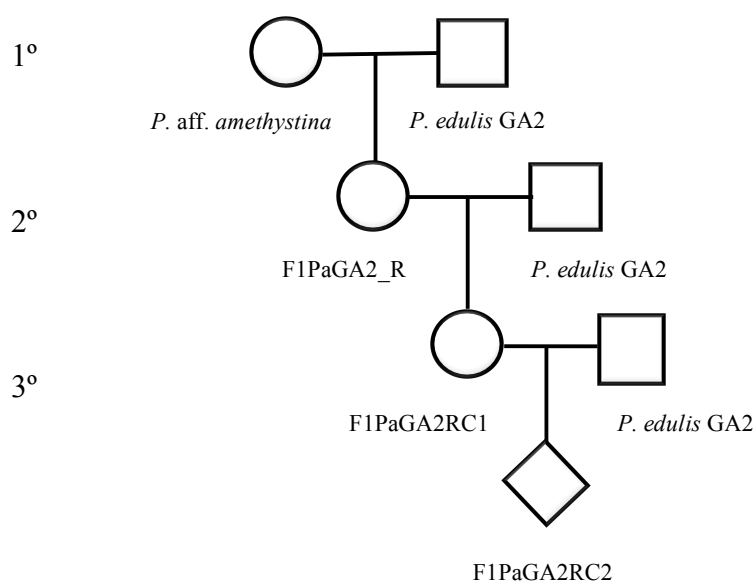 1º
P. aff. amethystina P. edulis GA2
2º
F1PaGA2_R P. edulis GA2
3º
F1PaGA2RC1 P. edulis GA2
F1PaGA2RC2